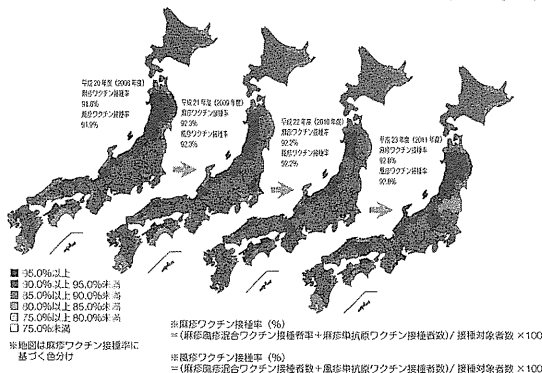 平成20年度(2008年度)
麻疹ワクチン接種率
91.8%
風疹ワクチン接種率
91.9%
平成21年度(2009年度)
麻疹ワクチン接種率
92.3%
風疹ワクチン接種率
92.3%
平成22年度(2010年度)
麻疹ワクチン接種率
92.2%
風疹ワクチン接種率
92.2%
平成23年度(2011年度)
麻疹ワクチン接種率
92.8%
風疹ワクチン接種率
92.8%
95.0%以上
90.0%以上95.0%未満
85.0%以上90.0%未満
80.0%以上85.0%未満
75.0%以上80.0%未満
75.0%未満
※地図は麻疹ワクチン接種率に
基づく色分け
※麻疹ワクチン接種率(%)
=(麻疹風疹混合ワクチン接種者率+麻疹単抗原ワクチン接種者数)/接種対象者数×100
※風疹ワクチン接種率(%)
=(麻疹風疹混合ワクチン接種者数+風疹単抗原ワクチン接種者数)/接種対象者数×100